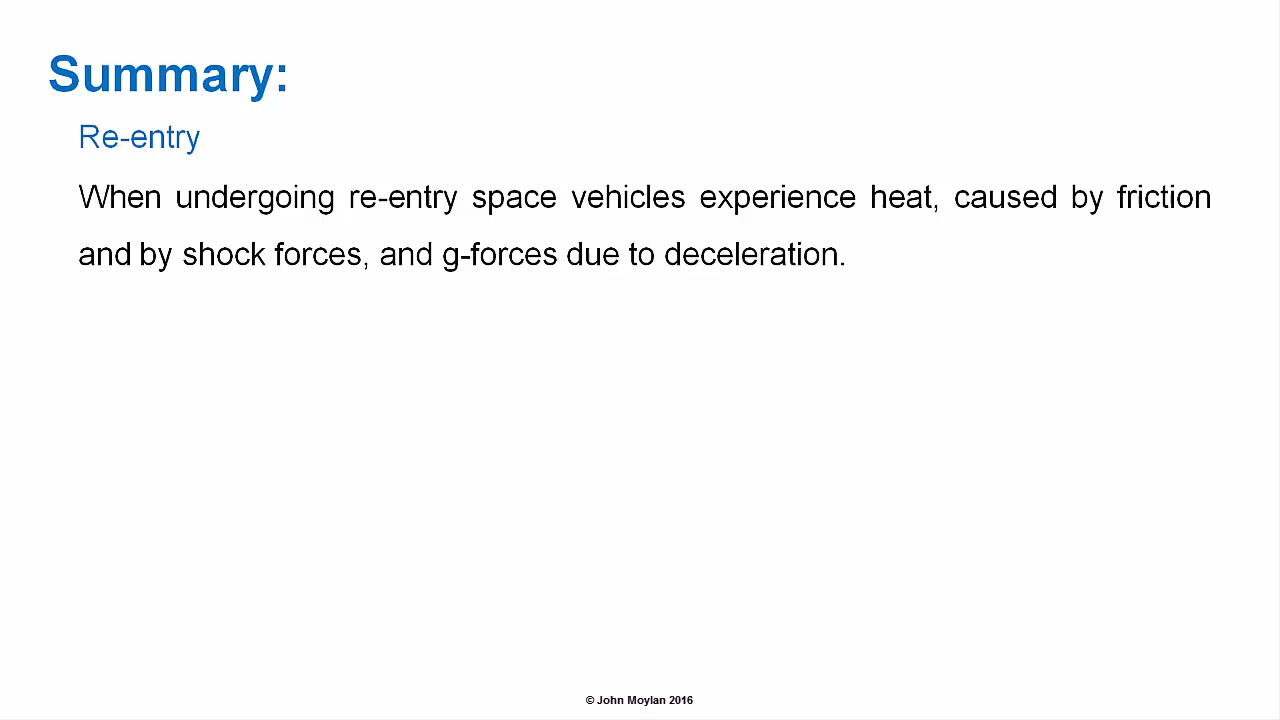 Summary:
Re-entry
When undergoing re-entry space vehicles experience heat, caused by friction
and by shock forces, and g-forces due to deceleration.
© John Moylan 2016